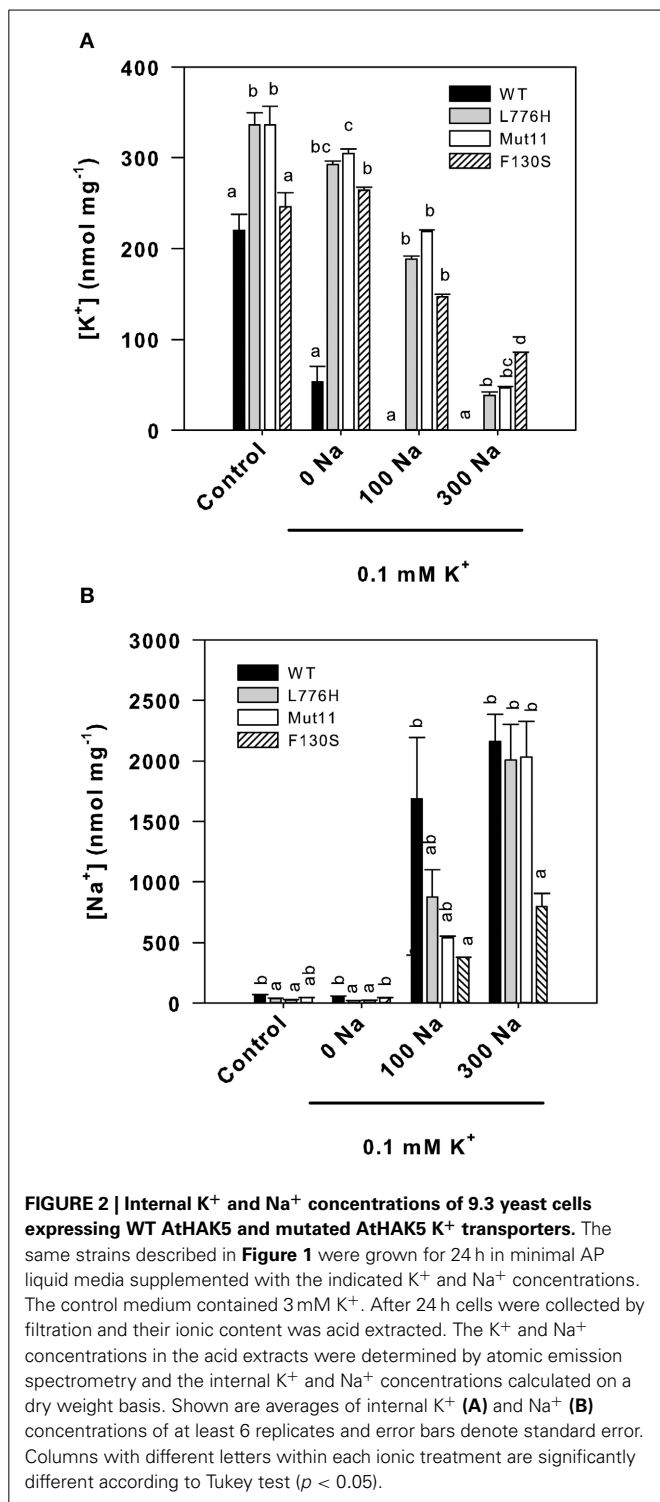 A
400
300
200
100
0
[K+] (nmol mg-1)
WT
L776H
Mut11
F130S
a b b a
a bc c b
a b b b
a b bc d
Control 0 Na 100 Na 300 Na
0.1 mM K+
B
3000
2500
2000
1500
1000
500
0
[Na+] (nmol mg-1)
WT
L776H
Mut11
F130S
b a a ab
b a a b
b ab ab a
b b b a
Control 0 Na 100 Na 300 Na
0.1 mM K+
FIGURE 2 | Internal K+ and Na+ concentrations of 9.3 yeast cells
expressing WT AtHAK5 and mutated AtHAK5 K+ transporters. The
same strains described in Figure 1 were grown for 24 h in minimal AP
liquid media supplemented with the indicated K+ and Na+ concentrations.
The control medium contained 3 mM K+. After 24 h cells were collected by
filtration and their ionic content was acid extracted. The K+ and Na+
concentrations in the acid extracts were determined by atomic emission
spectrometry and the internal K+ and Na+ concentrations calculated on a
dry weight basis. Shown are averages of internal K+ (A) and Na+ (B)
concentrations of at least 6 replicates and error bars denote standard error.
Columns with different letters within each ionic treatment are significantly
different according to Tukey test (p < 0.05).